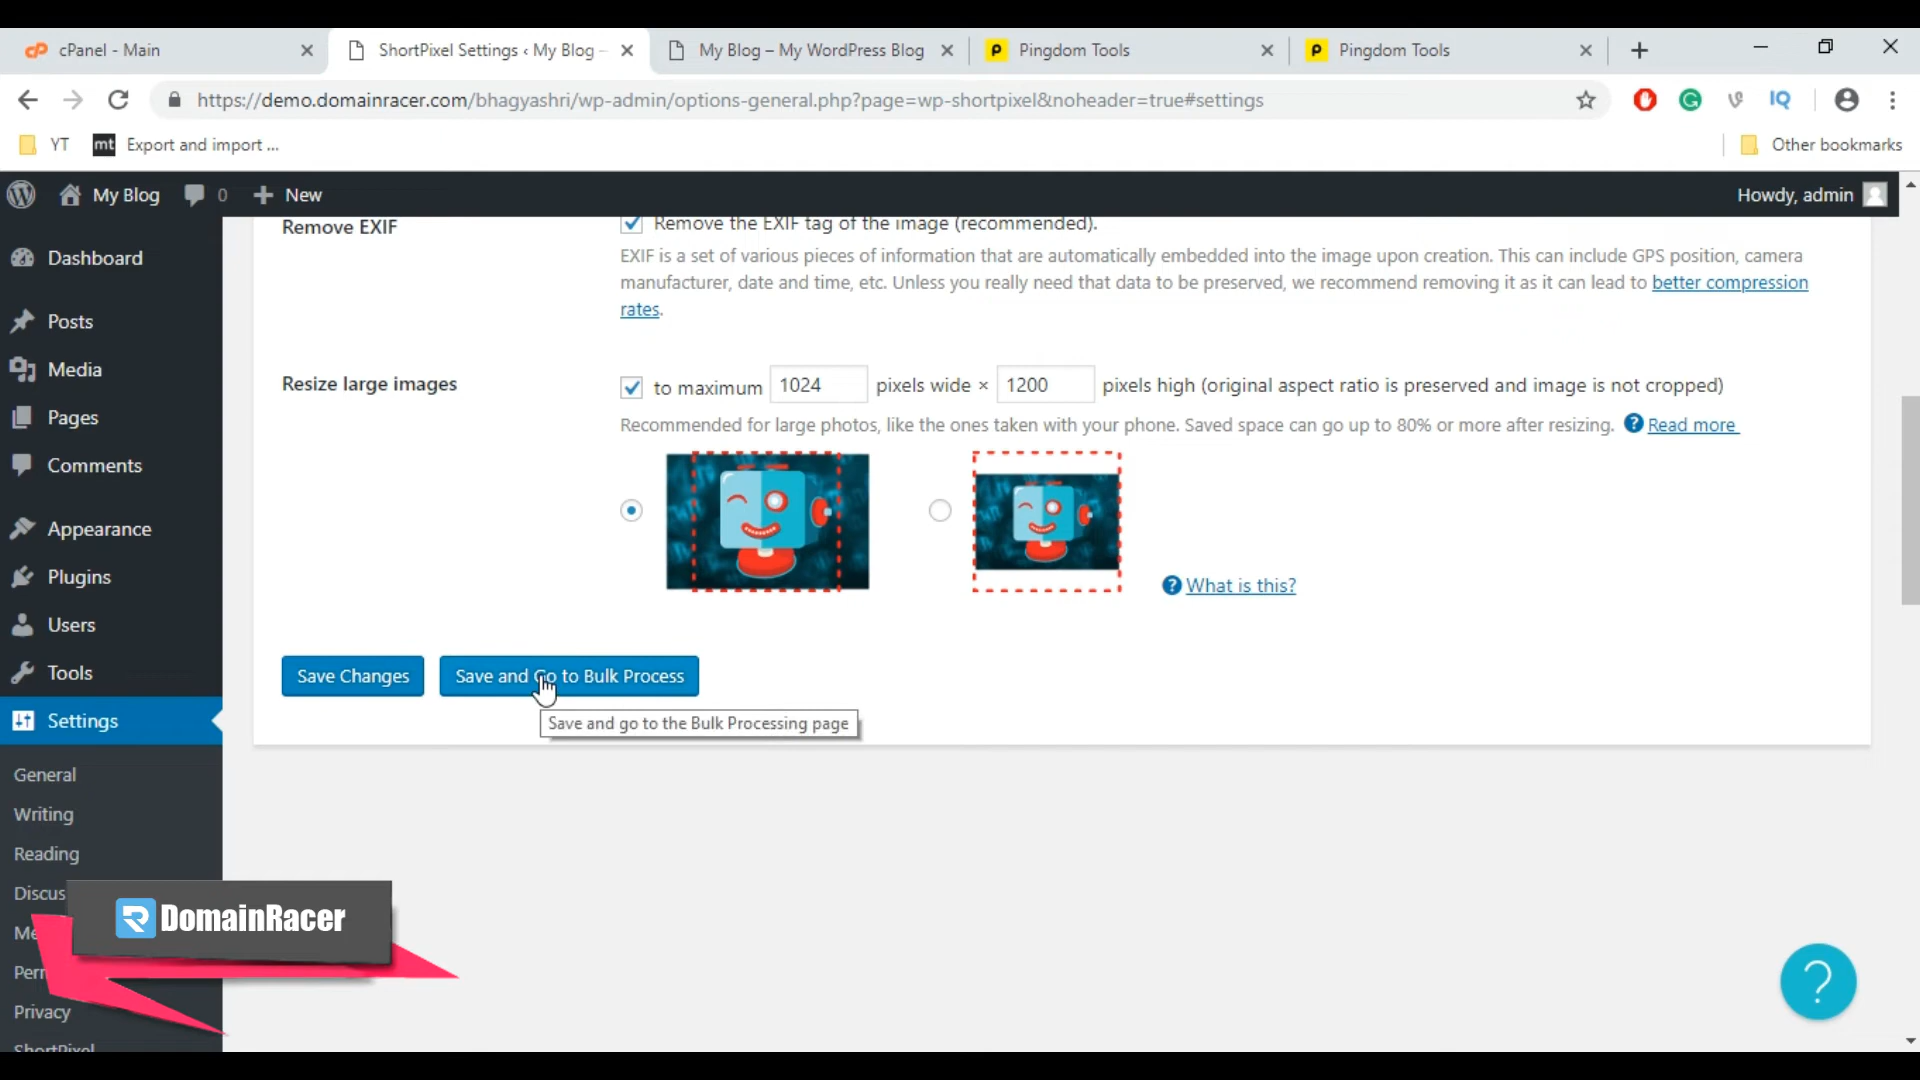 cPanel - Main
ShortPixel Settings ‹ My Blog –
My Blog – My WordPress Blog
Pingdom Tools
Pingdom Tools
https://demo.domainracer.com/bhagyashri/wp-admin/options-general.php?page=wp-shortpixel&noheader=true#settings
IQ
YT
mt Export and import ...
Other bookmarks
My Blog
0
New
Howdy, admin
Dashboard
Posts
Media
Pages
Comments
Appearance
Plugins
Users
Tools
Settings
General
Writing
Reading
Discus
Me
Perr
Privacy
ShortPixel
Remove EXIF
Remove the EXIF tag of the image (recommended).
EXIF is a set of various pieces of information that are automatically embedded into the image upon creation. This can include GPS position, camera
manufacturer, date and time, etc. Unless you really need that data to be preserved, we recommend removing it as it can lead to better compression
rates.
Resize large images
to maximum 1024 pixels wide × 1200 pixels high (original aspect ratio is preserved and image is not cropped)
Recommended for large photos, like the ones taken with your phone. Saved space can go up to 80% or more after resizing. ? Read more
? What is this?
Save Changes
Save and Go to Bulk Process
Save and go to the Bulk Processing page
DomainRacer
?